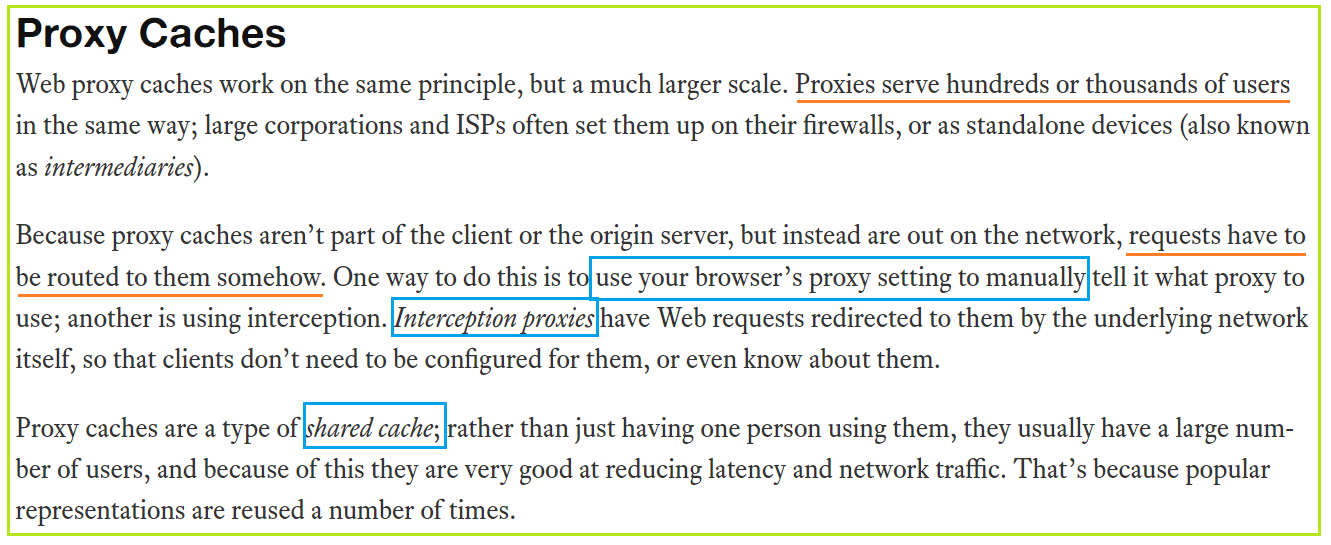 Proxy Caches
Web proxy caches work on the same principle, but a much larger scale. Proxies serve hundreds or thousands of users
in the same way; large corporations and ISPs often set them up on their firewalls, or as standalone devices (also known
as intermediaries).
Because proxy caches aren’t part of the client or the origin server, but instead are out on the network, requests have to
be routed to them somehow. One way to do this is to use your browser’s proxy setting to manually tell it what proxy to
use; another is using interception. Interception proxies have Web requests redirected to them by the underlying network
itself, so that clients don’t need to be configured for them, or even know about them.
Proxy caches are a type of shared cache; rather than just having one person using them, they usually have a large num-
ber of users, and because of this they are very good at reducing latency and network traffic. That’s because popular
representations are reused a number of times.